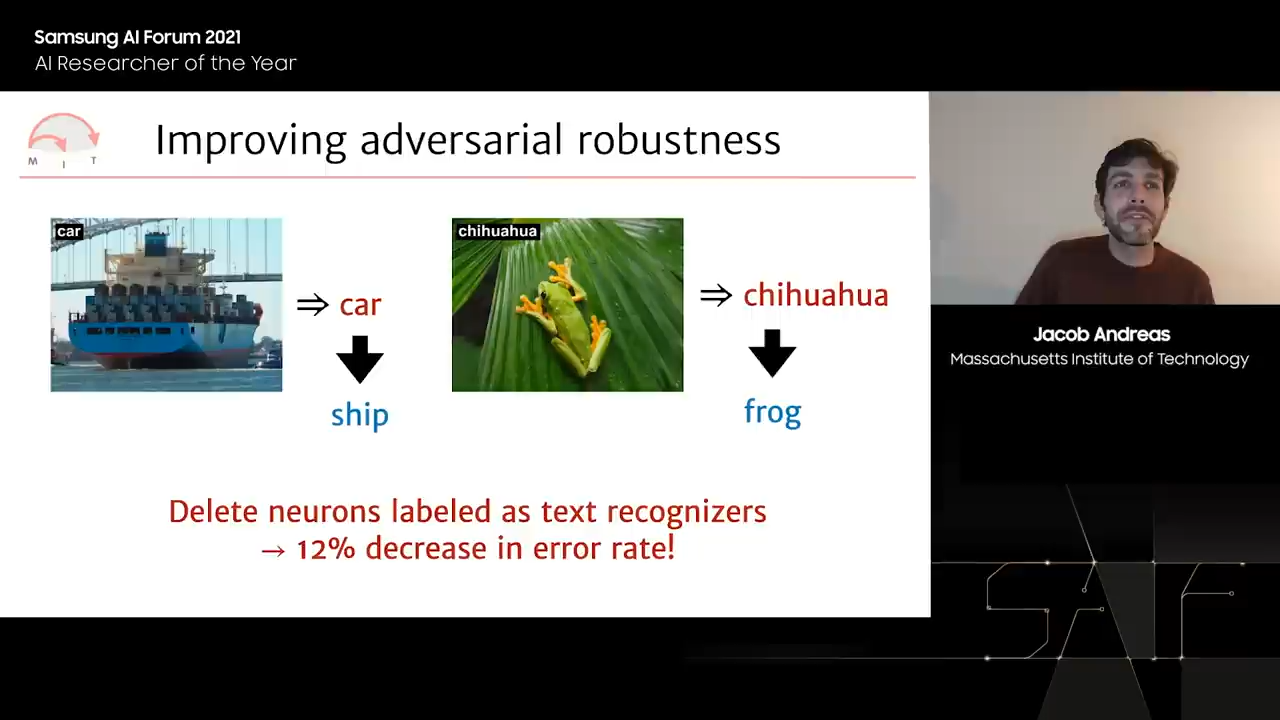 Samsung AI Forum 2021
AI Researcher of the Year
M I T
Improving adversarial robustness
car
⇒ car
ship
chihuahua
⇒ chihuahua
frog
Delete neurons labeled as text recognizers
→ 12% decrease in error rate!
Jacob Andreas
Massachusetts Institute of Technology
SAF